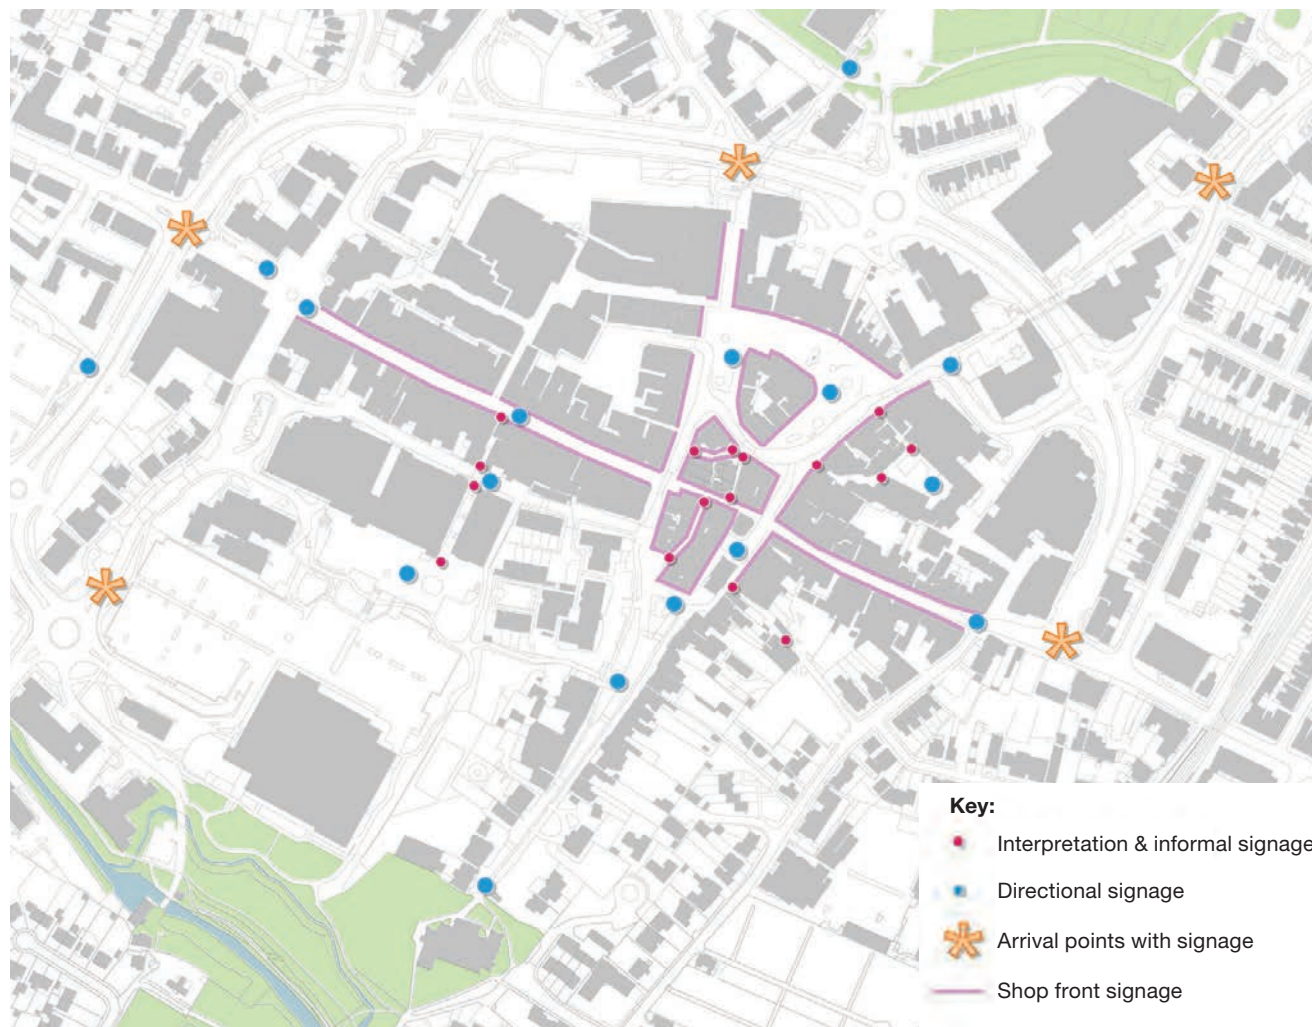 Key:
Interpretation & informal signage
Directional signage
Arrival points with signage
Shop front signage